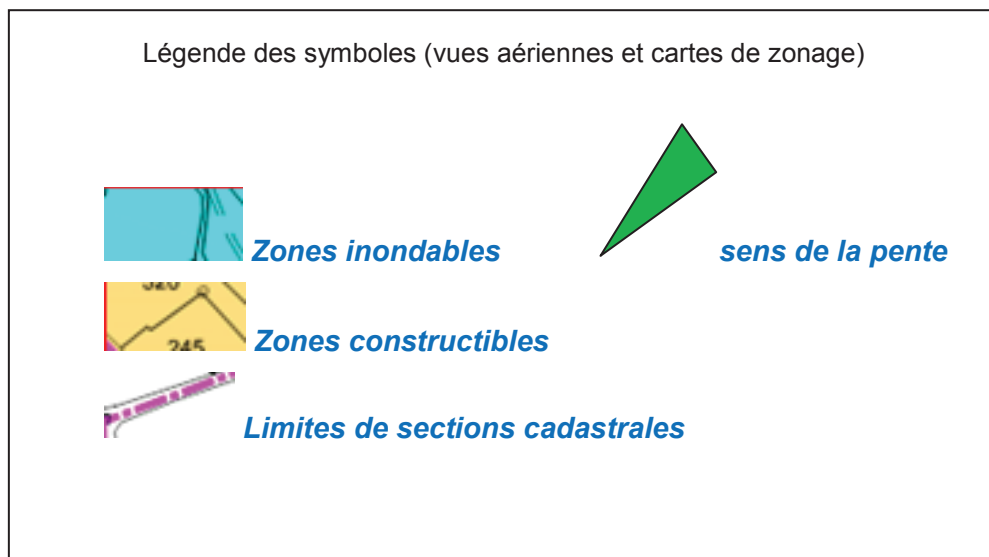 Légende des symboles (vues aériennes et cartes de zonage)
Zones inondables
sens de la pente
245
Zones constructibles
Limites de sections cadastrales